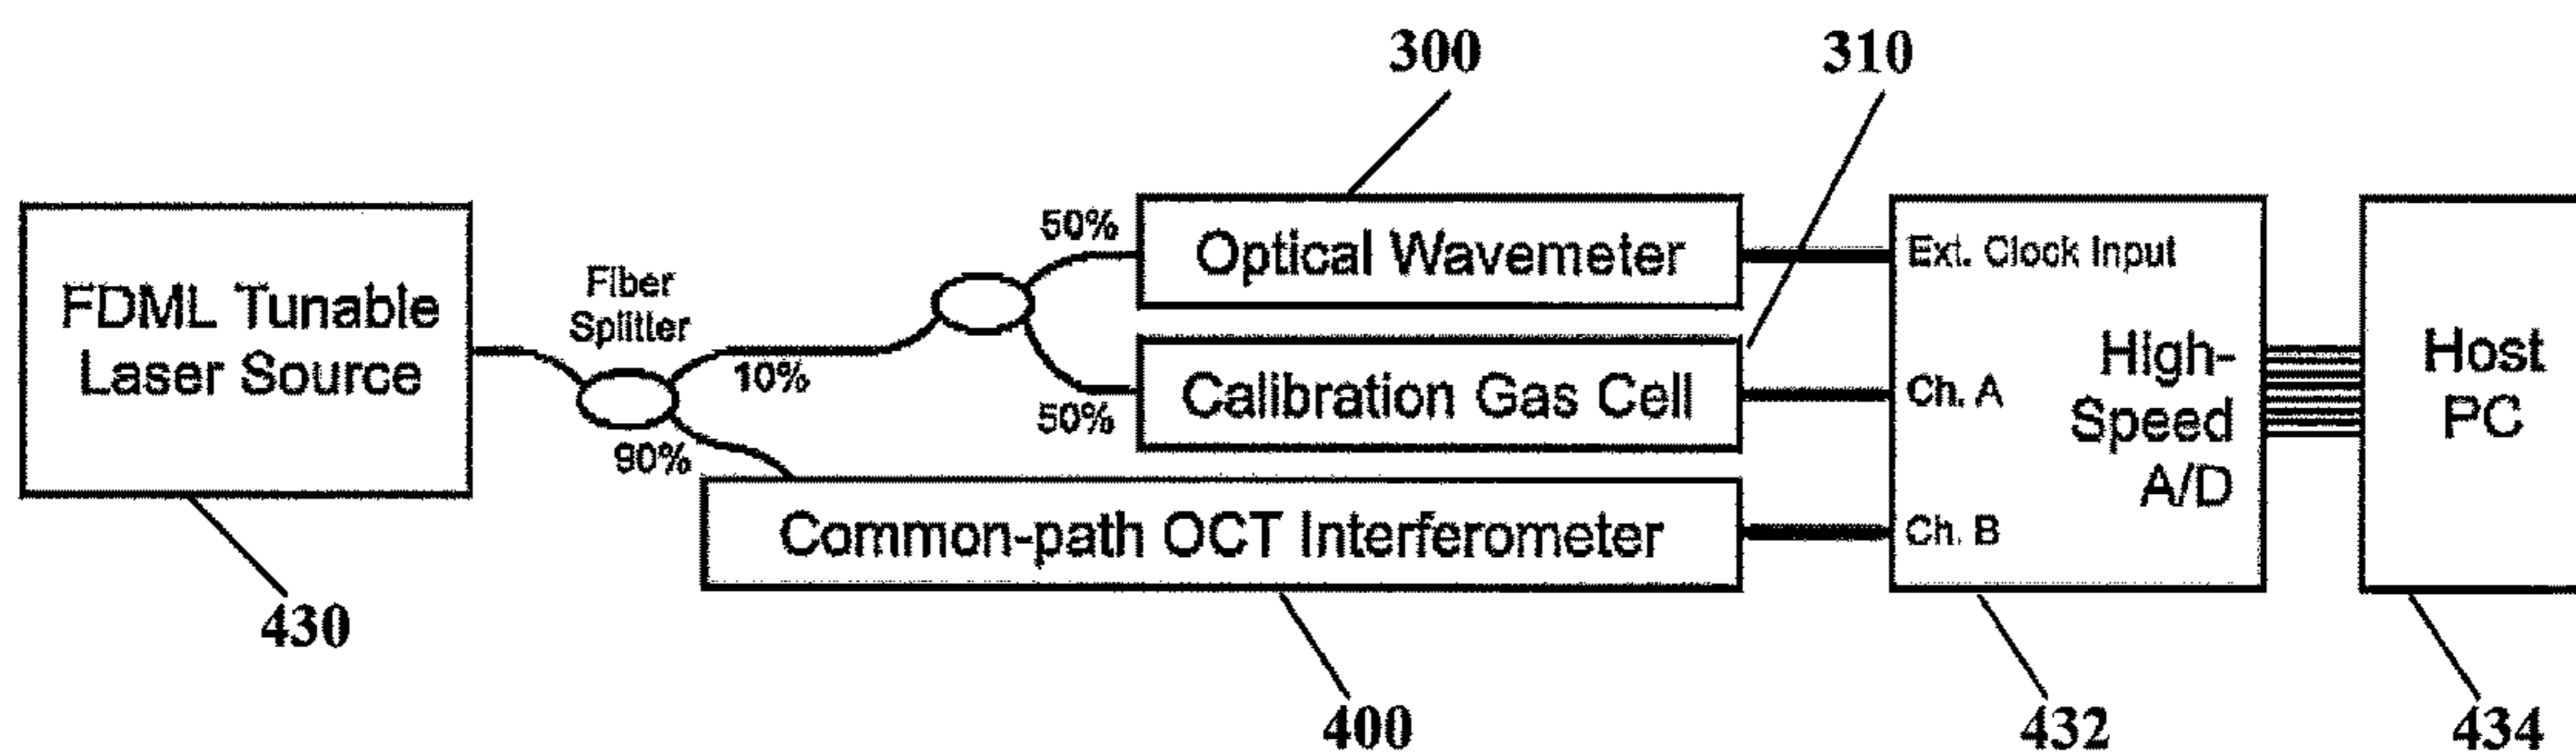 300
310
FDML Tunable
Laser Source
Fiber
Splitter
10%
90%
50%
50%
Optical Wavemeter
Calibration Gas Cell
Common-path OCT Interferometer
Ext. Clock Input
Ch. A
Ch. B
High-
Speed
A/D
Host
PC
430
400
432
434